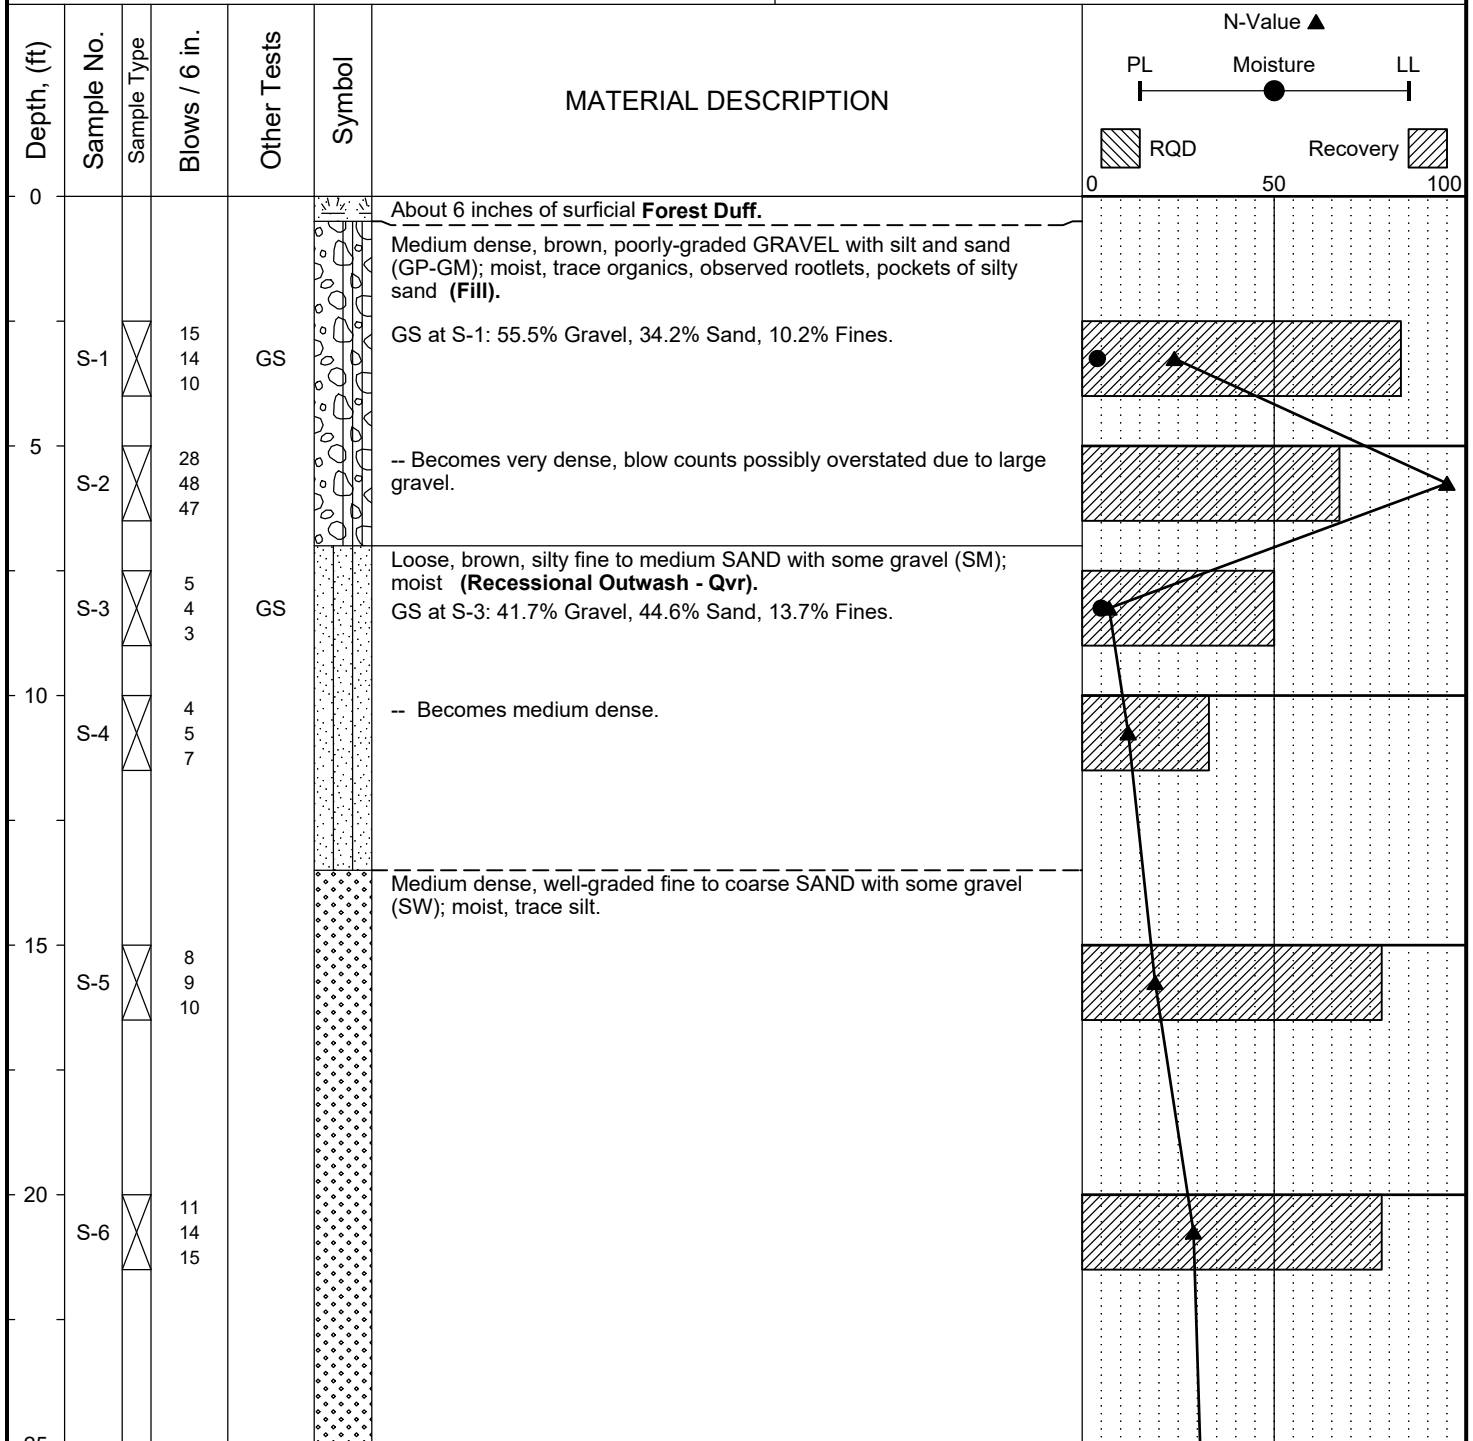 Depth, (ft)
Sample No.
Sample Type
Blows / 6 in.
Other Tests
Symbol
MATERIAL DESCRIPTION
N-Value ▲
PL Moisture LL
RQD Recovery
0 50 100
0
About 6 inches of surficial Forest Duff.
Medium dense, brown, poorly-graded GRAVEL with silt and sand
(GP-GM); moist, trace organics, observed rootlets, pockets of silty
sand (Fill).
GS at S-1: 55.5% Gravel, 34.2% Sand, 10.2% Fines.
15
S-1 14 GS
10
5
-- Becomes very dense, blow counts possibly overstated due to large
gravel.
28
S-2 48
47
Loose, brown, silty fine to medium SAND with some gravel (SM);
moist (Recessional Outwash - Qvr).
GS at S-3: 41.7% Gravel, 44.6% Sand, 13.7% Fines.
5
S-3 4 GS
3
10
-- Becomes medium dense.
4
S-4 5
7
Medium dense, well-graded fine to coarse SAND with some gravel
(SW); moist, trace silt.
15
8
S-5 9
10
20
11
S-6 14
15